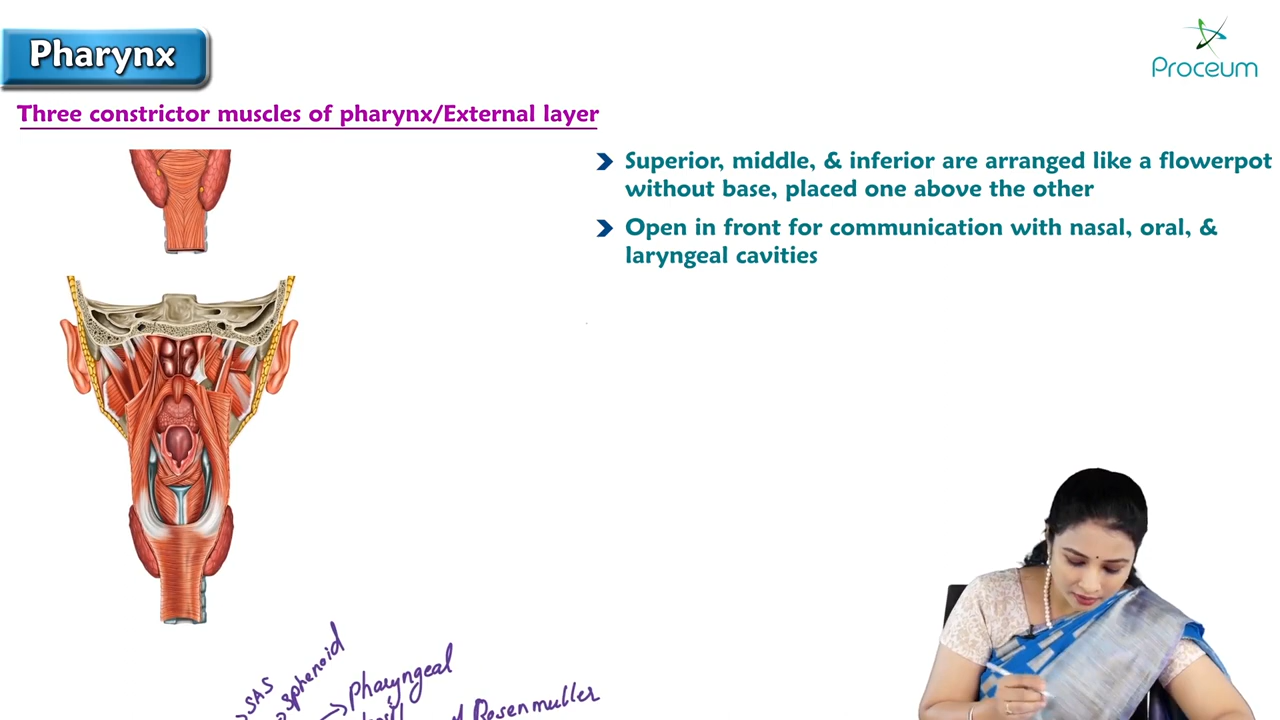 Pharynx
Proceum
Three constrictor muscles of pharynx/External layer
Superior, middle, & inferior are arranged like a flowerpot
without base, placed one above the other
Open in front for communication with nasal, oral, &
laryngeal cavities
SAS
sphenoid
Pharyngeal
Rosenmuller